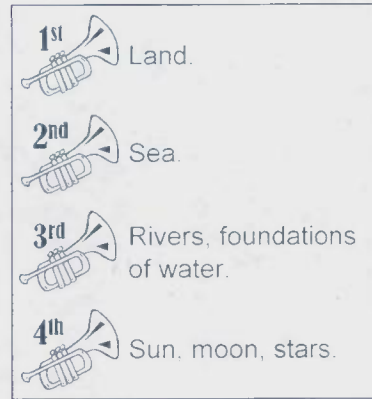 1st
Land.
2nd
Sea.
3rd
Rivers, foundations
of water.
4th
Sun, moon, stars.